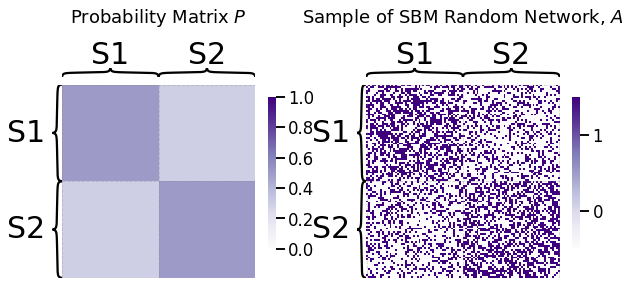 Probability Matrix P
S1 S2
S1
S2
1.0
0.8
0.6
0.4
0.2
0.0
Sample of SBM Random Network, A
S1 S2
S1
S2
1
0